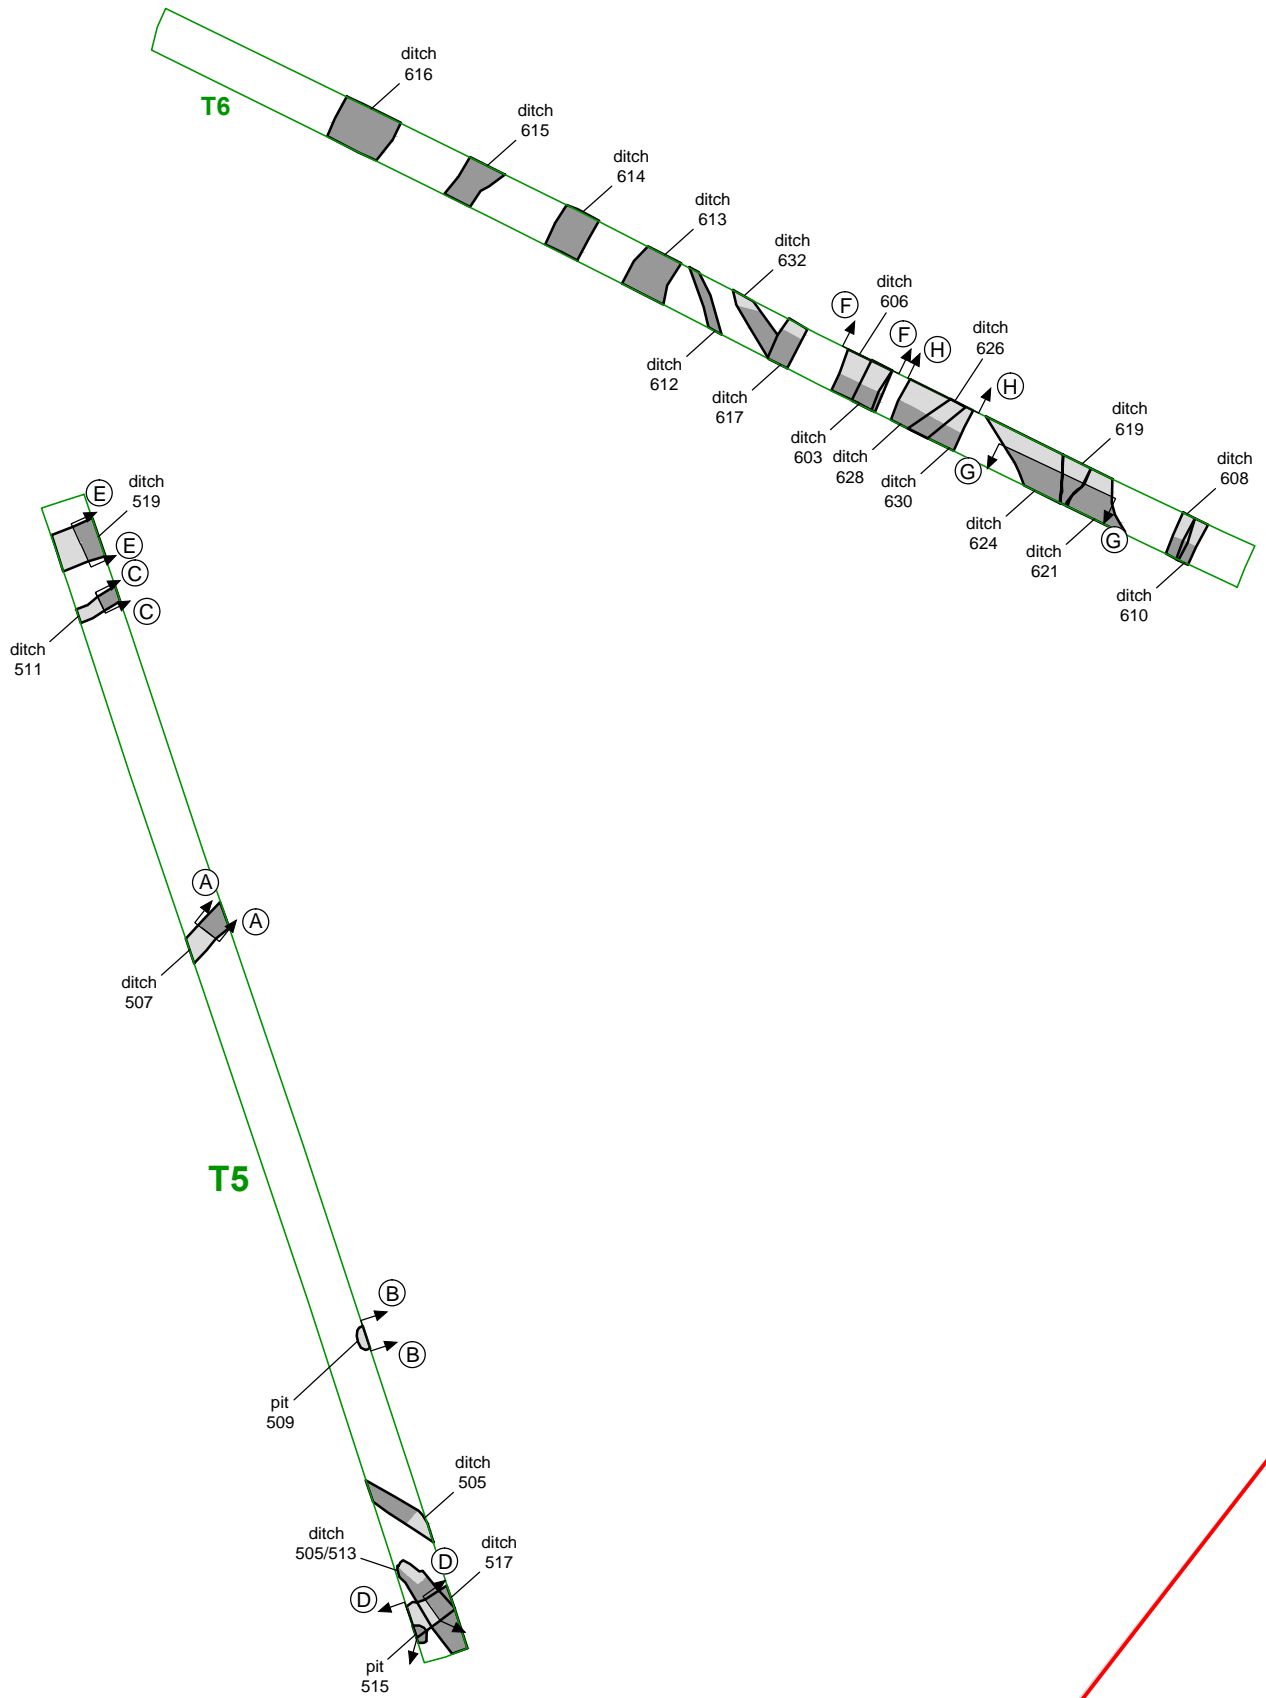 ditch
616
T6
ditch
615
ditch
614
ditch
613
ditch
632
ditch
606
F
F
H
ditch
626
H
ditch
612
ditch
617
ditch
603
ditch
628
ditch
630
G
ditch
619
ditch
608
ditch
624
ditch
621
G
ditch
610
E
ditch
519
E
C
C
ditch
511
A
A
ditch
507
T5
B
B
pit
509
ditch
505
ditch
505/513
D
ditch
517
D
pit
515